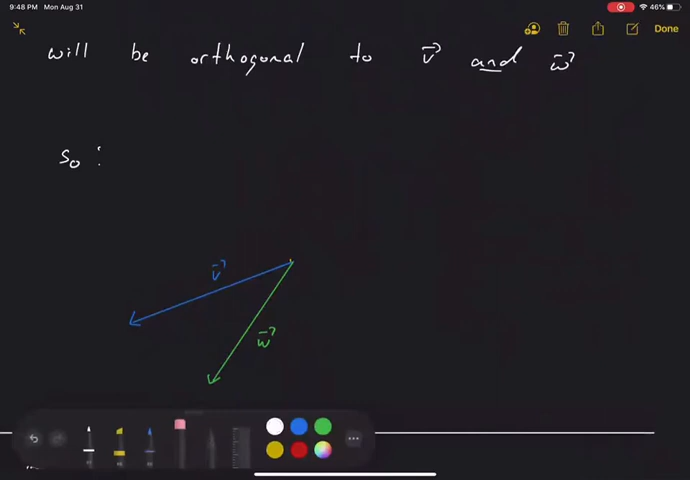 9:48 PM Mon Aug 31
46%
Done
will be orthogonal to v⃗ and w⃗
So:
v⃗
w⃗